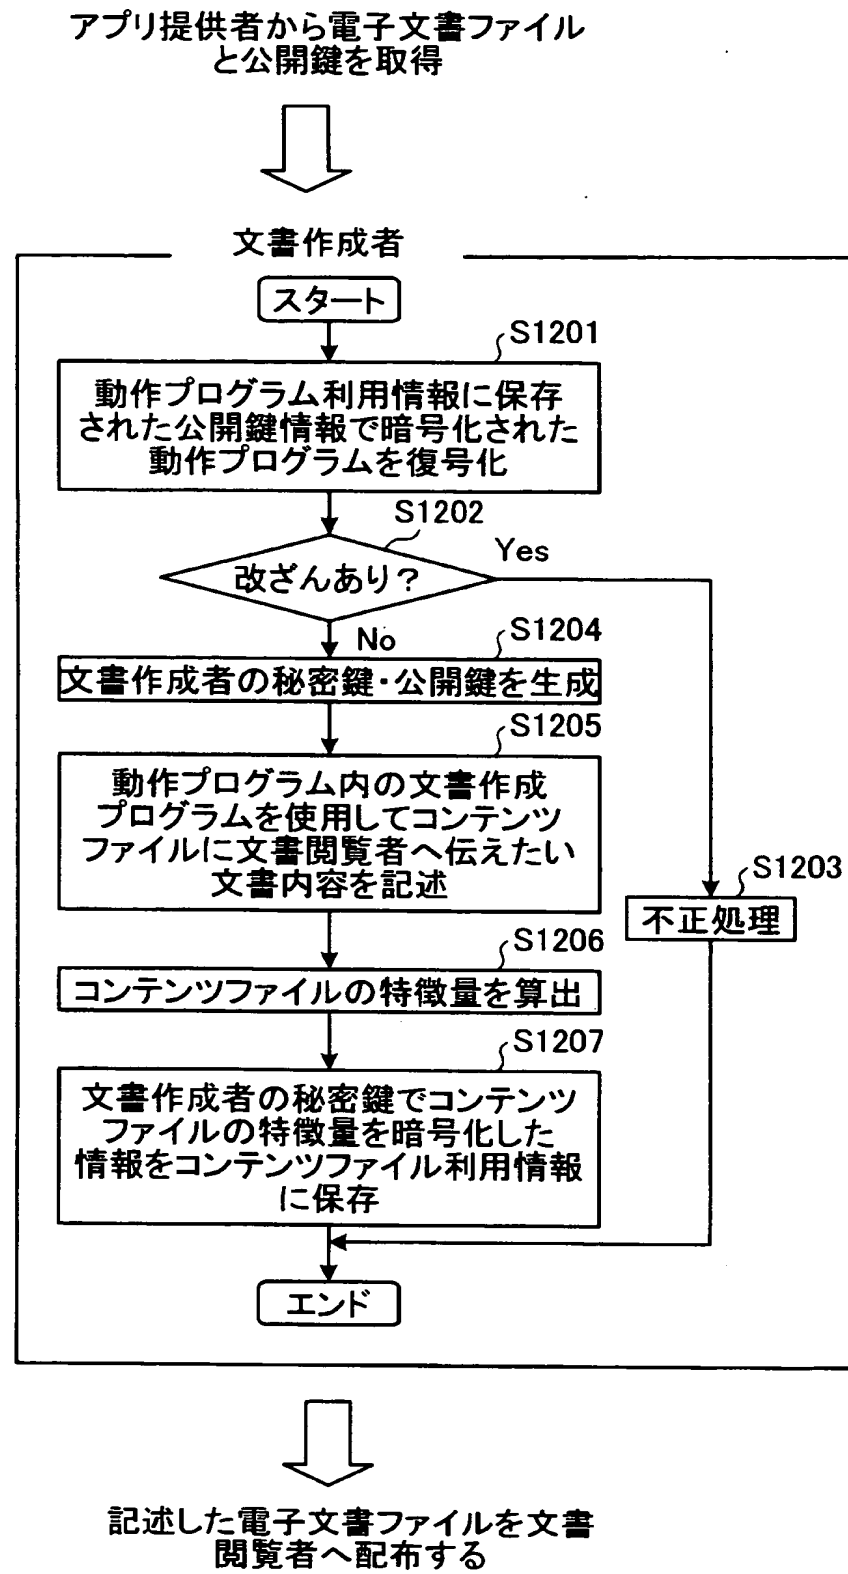 アプリ提供者から電子文書ファイル
と公開鍵を取得
文書作成者
スタート
S1201
動作プログラム利用情報に保存
された公開鍵情報で暗号化された
動作プログラムを復号化
S1202
改ざんあり?
Yes
No
S1204
文書作成者の秘密鍵・公開鍵を生成
S1205
動作プログラム内の文書作成
プログラムを使用してコンテンツ
ファイルに文書閲覧者へ伝えたい
文書内容を記述
S1203
不正処理
S1206
コンテンツファイルの特徴量を算出
S1207
文書作成者の秘密鍵でコンテンツ
ファイルの特徴量を暗号化した
情報をコンテンツファイル利用情報
に保存
エンド
記述した電子文書ファイルを文書
閲覧者へ配布する